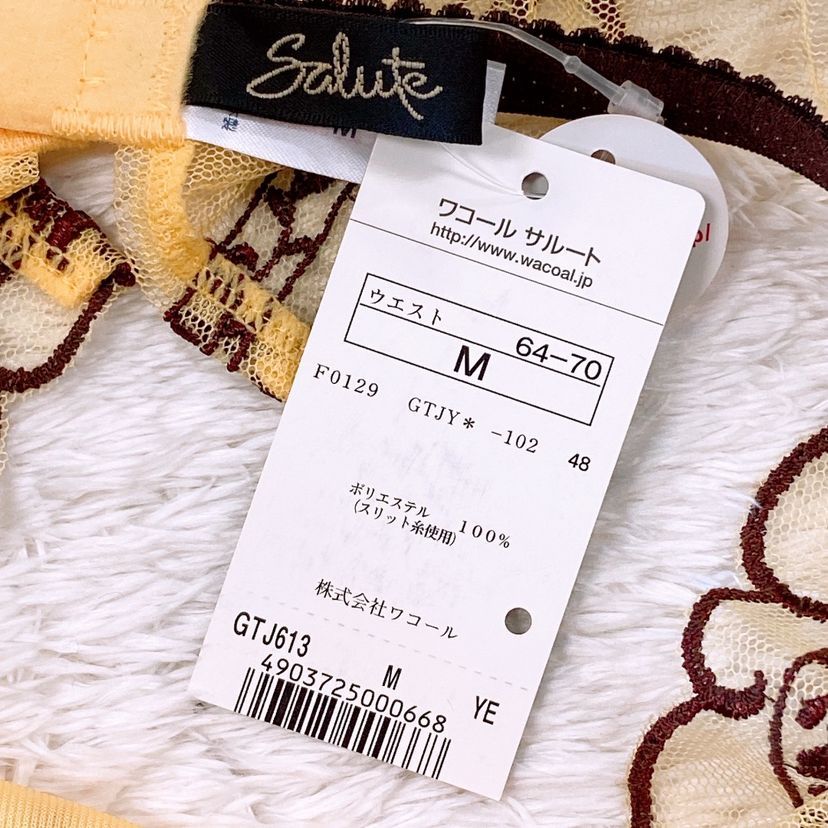 Salute
M
ワコール サルート
http://www.wacoal.jp
ウエスト
64-70
M
F0129 GTJY* -102 48
ポリエステル
(スリット糸使用) 100%
株式会社ワコール
GTJ613 M YE
4903725000668